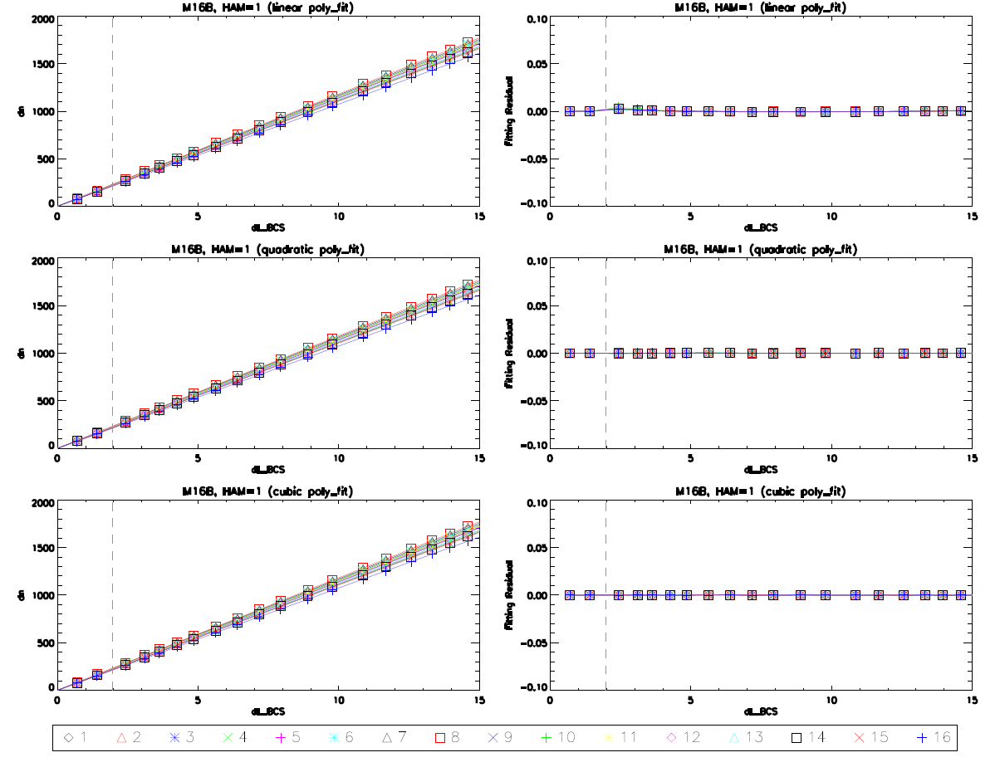 M16B, HAM=1 (linear poly_fit)
2000
1500
1000
500
0
dn
0 5 10 15
dL_BCS
M16B, HAM=1 (linear poly_fit)
0.10
0.05
0.00
−0.05
−0.10
Fitting Residual
0 5 10 15
dL_BCS
M16B, HAM=1 (quadratic poly_fit)
2000
1500
1000
500
0
dn
0 5 10 15
dL_BCS
M16B, HAM=1 (quadratic poly_fit)
0.10
0.05
0.00
−0.05
−0.10
Fitting Residual
0 5 10 15
dL_BCS
M16B, HAM=1 (cubic poly_fit)
2000
1500
1000
500
0
dn
0 5 10 15
dL_BCS
M16B, HAM=1 (cubic poly_fit)
0.10
0.05
0.00
−0.05
−0.10
Fitting Residual
0 5 10 15
dL_BCS
1 2 3 4 5 6 7 8 9 10 11 12 13 14 15 16